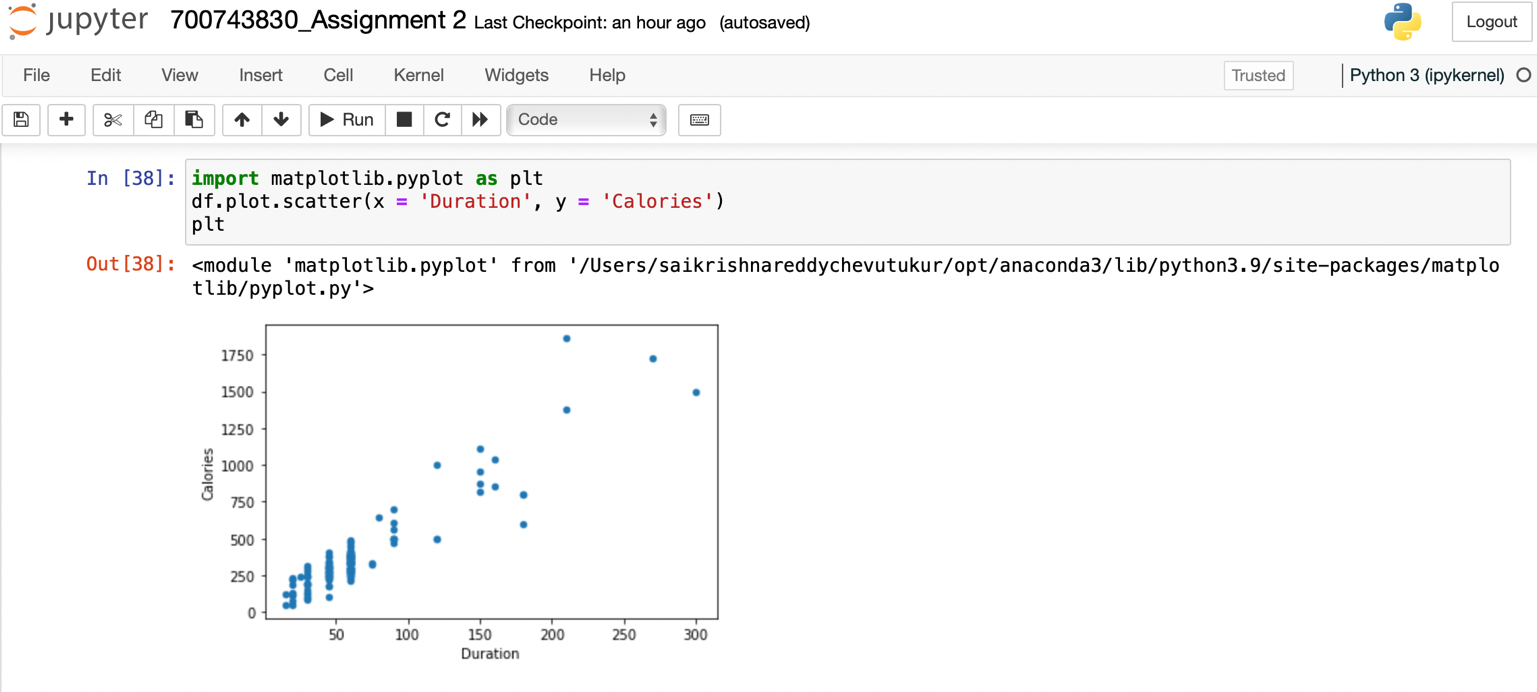 jupyter 700743830_Assignment 2 Last Checkpoint: an hour ago (autosaved) Logout
File Edit View Insert Cell Kernel Widgets Help Trusted Python 3 (ipykernel)
Run Code
In [38]: import matplotlib.pyplot as plt
df.plot.scatter(x = 'Duration', y = 'Calories')
plt
Out[38]: <module 'matplotlib.pyplot' from '/Users/saikrishnareddychevutukur/opt/anaconda3/lib/python3.9/site-packages/matplo
tlib/pyplot.py'>
1750
1500
1250
1000
Calories
750
500
250
0
50 100 150 200 250 300
Duration